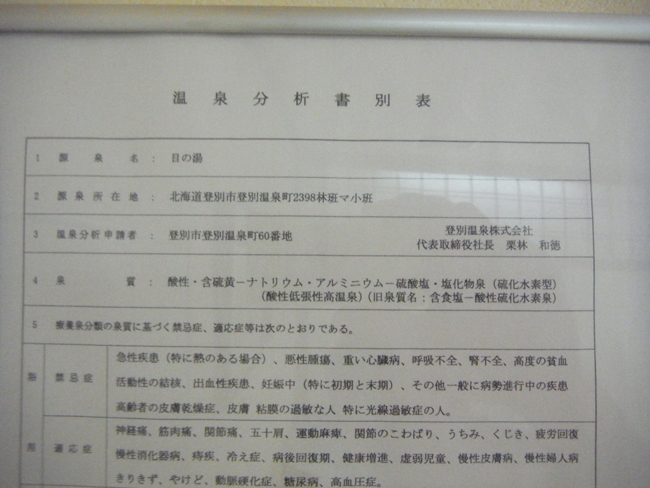 温泉分析書別表
1 源泉名 : 目の湯
2 源泉所在地 : 北海道登別市登別温泉町2398林班マ小班
3 温泉分析申請者 : 登別市登別温泉町60番地 登別温泉株式会社
代表取締役社長 栗林 和徳
4 泉質 : 酸性・含硫黄−ナトリウム・アルミニウム−硫酸塩・塩化物泉(硫化水素型)
(酸性低張性高温泉)(旧泉質名:含食塩−酸性硫化水素泉)
5 療養泉分類の泉質に基づく禁忌症、適応症等は次のとおりである。
浴 禁忌症 急性疾患(特に熱のある場合)、悪性腫瘍、重い心臓病、呼吸不全、腎不全、高度の貧血
活動性の結核、出血性疾患、妊娠中(特に初期と末期)、その他一般に病勢進行中の疾患
高齢者の皮膚乾燥症、皮膚 粘膜の過敏な人 特に光線過敏症の人。
用 適応症 神経痛、筋肉痛、関節痛、五十肩、運動麻痺、関節のこわばり、うちみ、くじき、疲労回復
慢性消化器病、痔疾、冷え症、病後回復期、健康増進、虚弱児童、慢性皮膚病、慢性婦人病
きりきず、やけど、動脈硬化症、糖尿病、高血圧症。